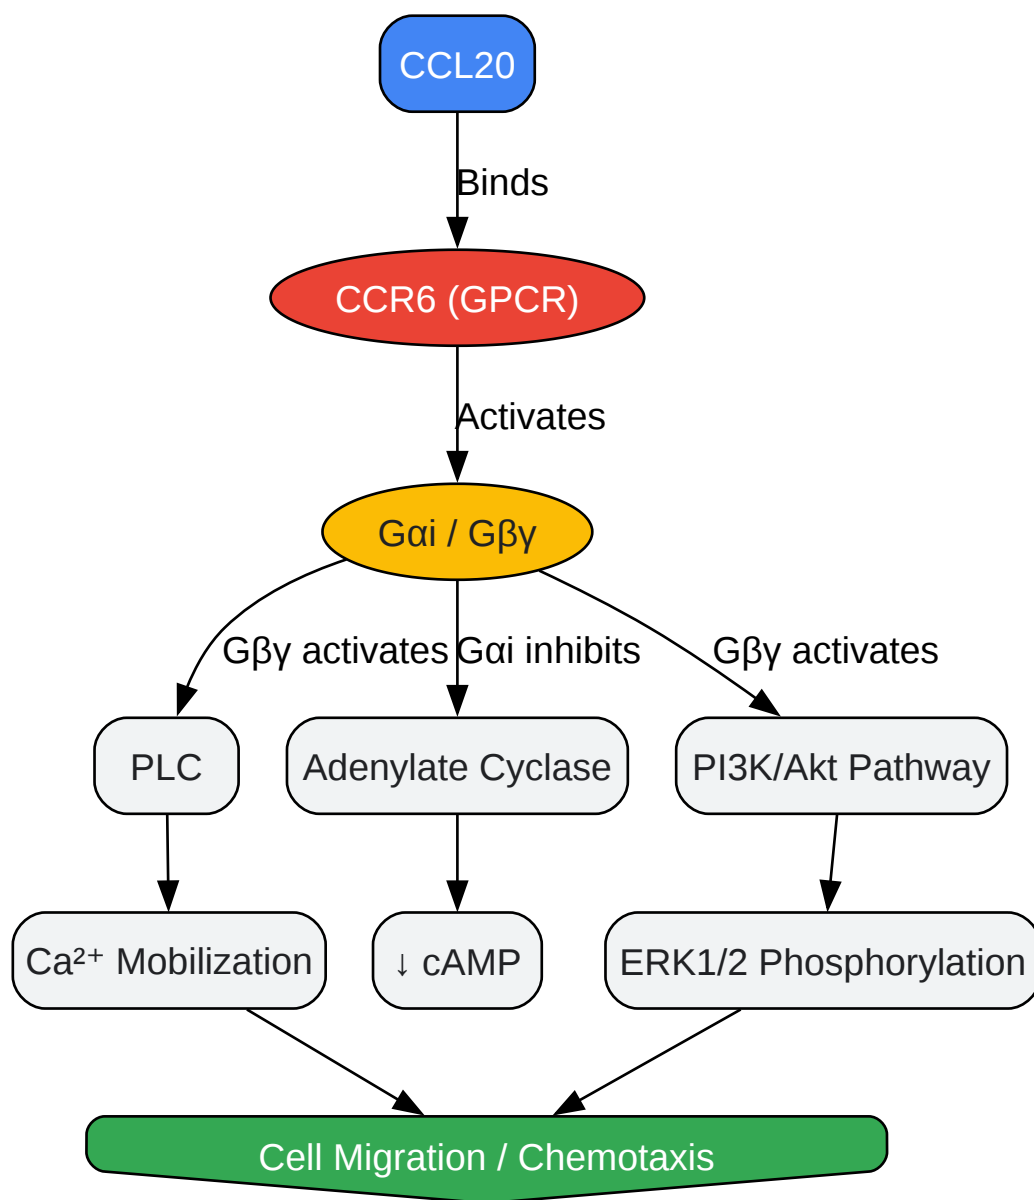 CCL20
Binds
CCR6 (GPCR)
Activates
Gαi / Gβγ
Gβγ activates
Gαi inhibits
Gβγ activates
PLC
Adenylate Cyclase
PI3K/Akt Pathway
Ca²⁺ Mobilization
↓ cAMP
ERK1/2 Phosphorylation
Cell Migration / Chemotaxis